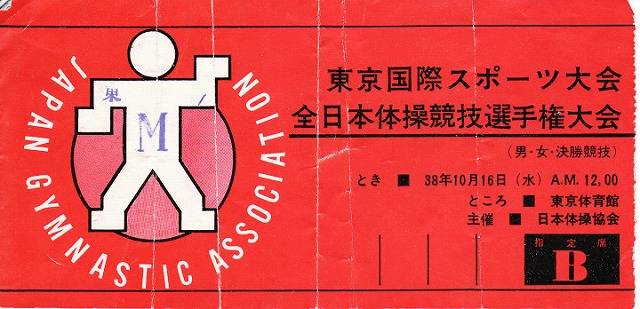 JAPAN GYMNASTIC ASSOCIATION
東
M
東京国際スポーツ大会
全日本体操競技選手権大会
(男・女・決勝競技)
とき ■ 38年10月16日(水) A.M. 12,00
ところ ■ 東京体育館
主催 ■ 日本体操協会
指定席
B